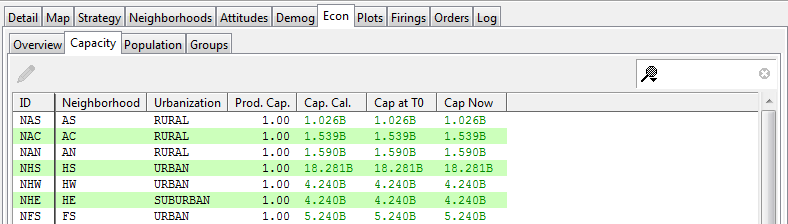 Detail Map Strategy Neighborhoods Attitudes Demog Econ Plots Firings Orders Log
Overview Capacity Population Groups
ID Neighborhood Urbanization Prod. Cap. Cap. Cal. Cap at T0 Cap Now
NAS AS RURAL 1.00 1.026B 1.026B 1.026B
NAC AC RURAL 1.00 1.539B 1.539B 1.539B
NAN AN RURAL 1.00 1.590B 1.590B 1.590B
NHS HS URBAN 1.00 18.281B 18.281B 18.281B
NHW HW URBAN 1.00 4.240B 4.240B 4.240B
NHE HE SUBURBAN 1.00 4.240B 4.240B 4.240B
NFS FS URBAN 1.00 5.240B 5.240B 5.240B